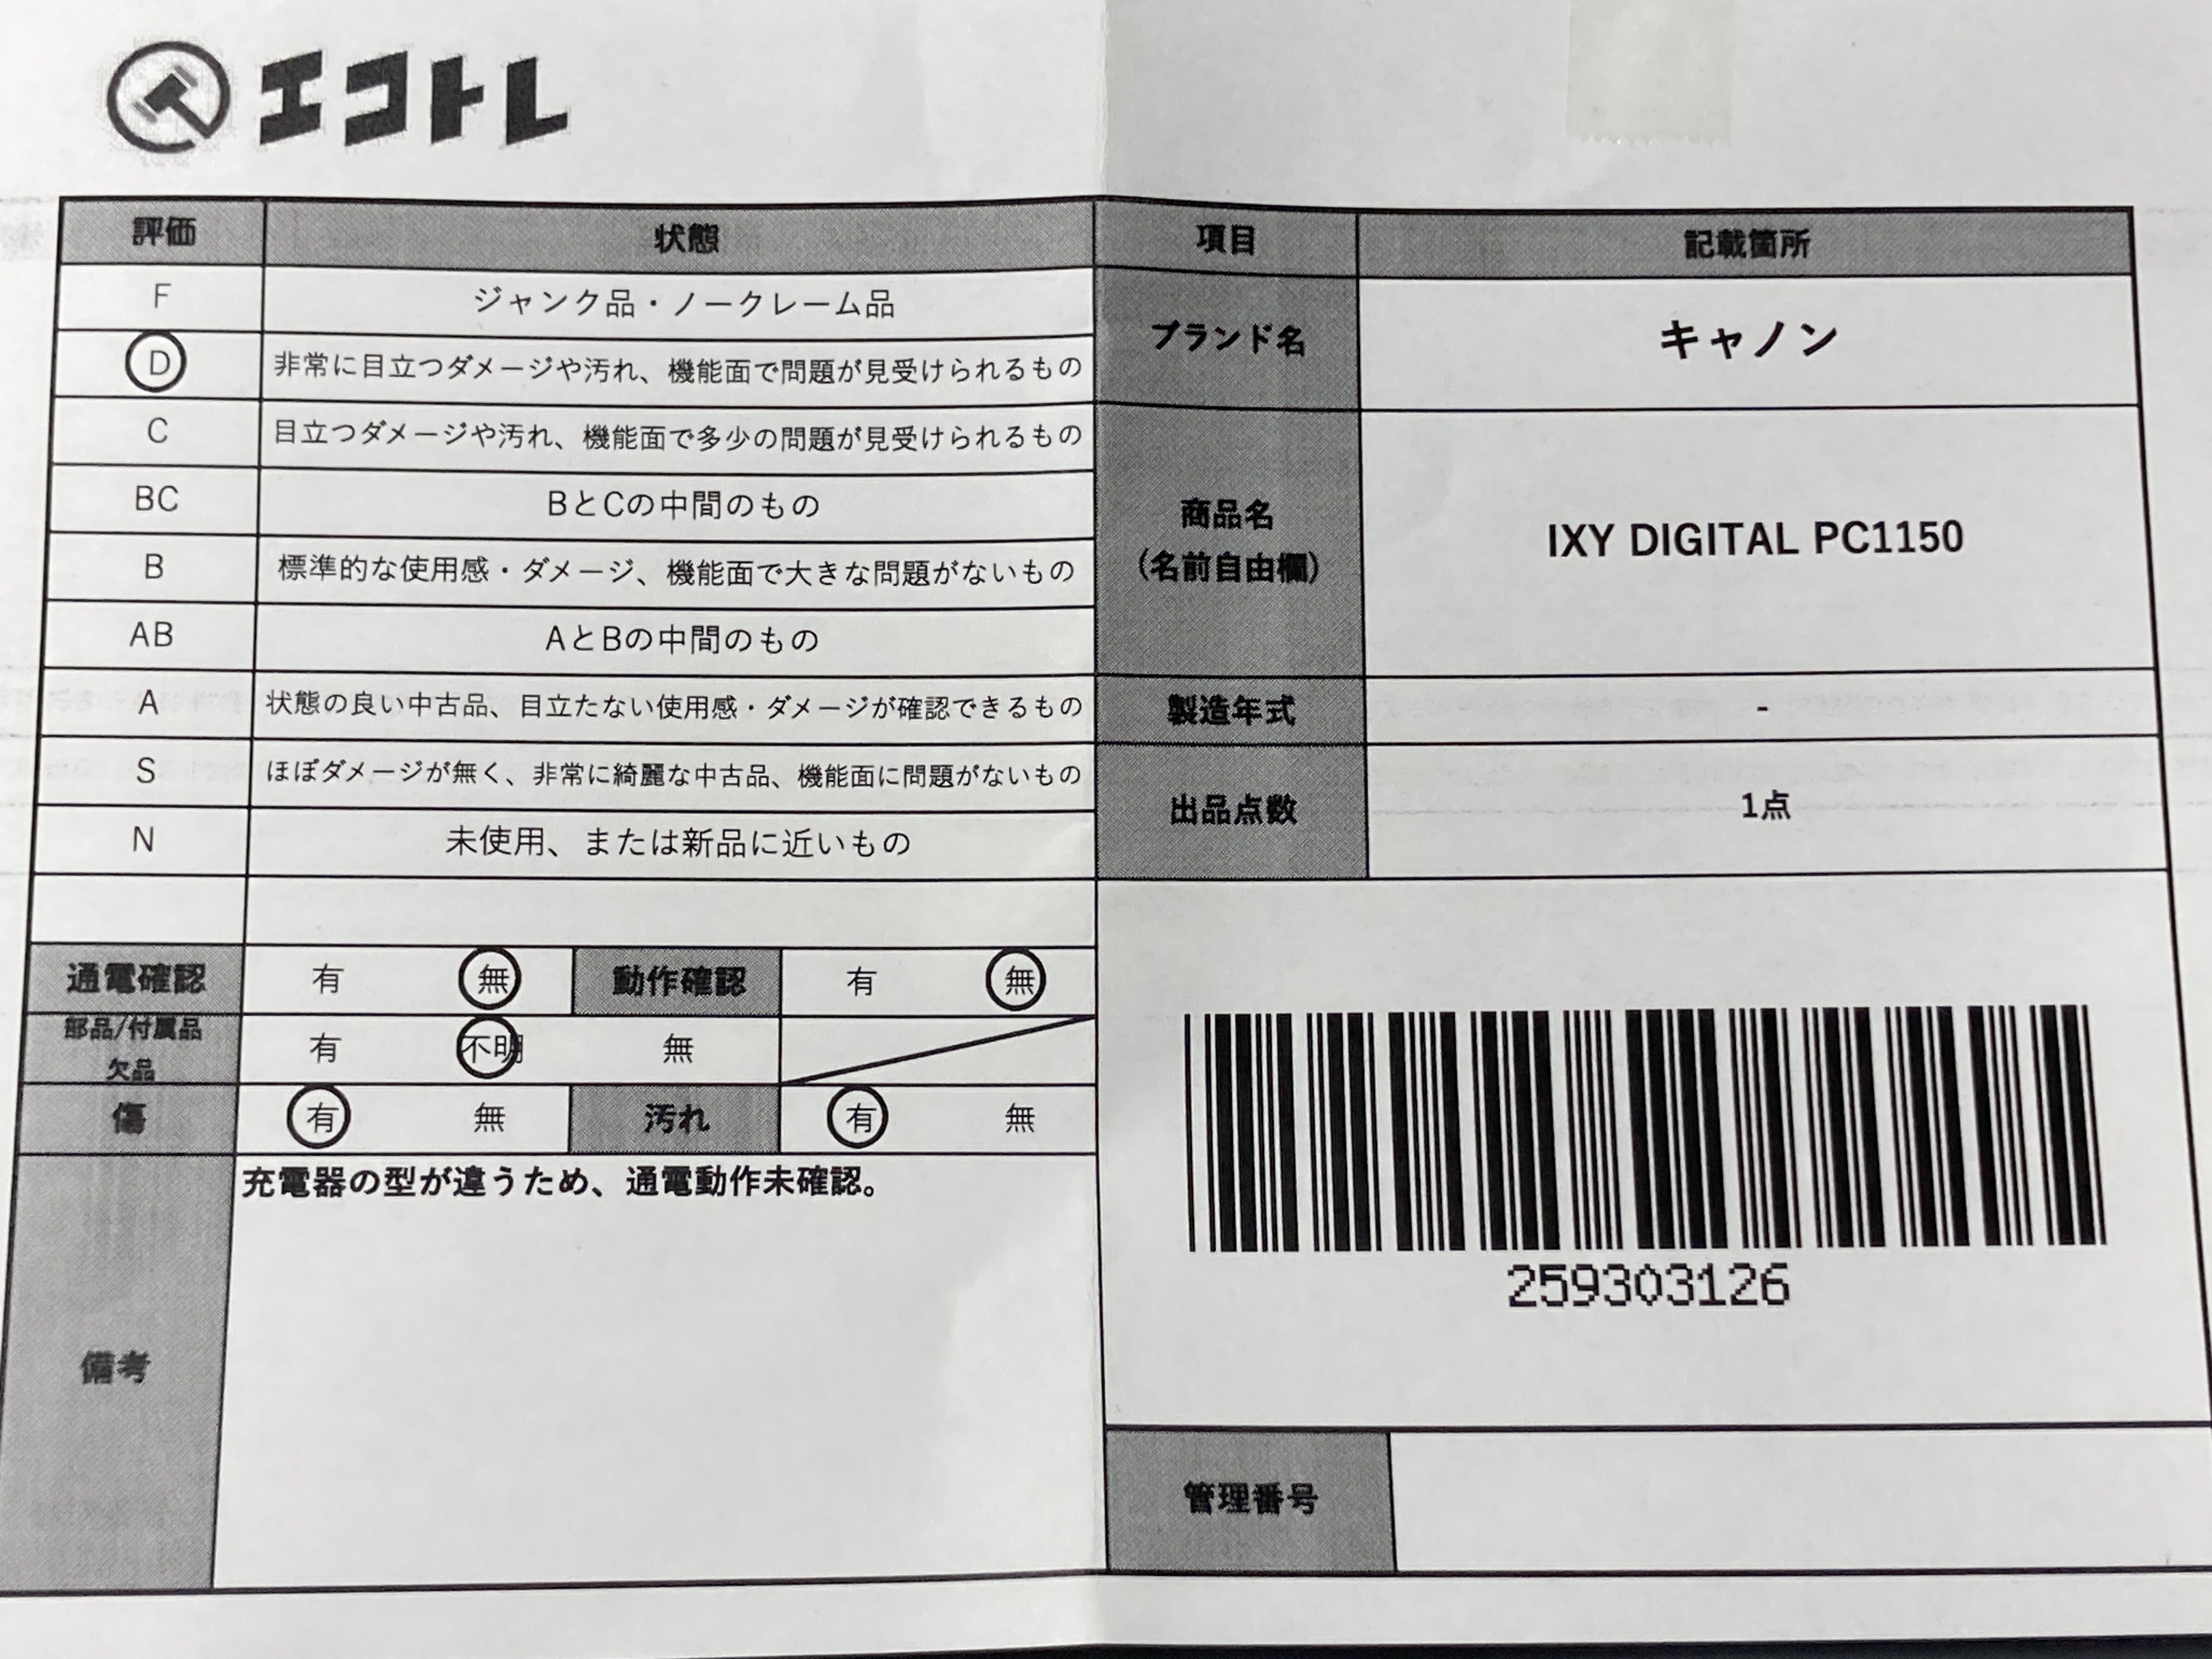 エコトレ
評価 状態
F ジャンク品・ノークレーム品
D 非常に目立つダメージや汚れ、機能面で問題が見受けられるもの
C 目立つダメージや汚れ、機能面で多少の問題が見受けられるもの
BC BとCの中間のもの
B 標準的な使用感・ダメージ、機能面で大きな問題がないもの
AB AとBの中間のもの
A 状態の良い中古品、目立たない使用感・ダメージが確認できるもの
S ほぼダメージが無く、非常に綺麗な中古品、機能面に問題がないもの
N 未使用、または新品に近いもの
通電確認 有 無 動作確認 有 無
部品/付属品
欠品 有 不明 無
傷 有 無 汚れ 有 無
備考 充電器の型が違うため、通電動作未確認。
項目 記載箇所
ブランド名 キャノン
商品名
(名前自由欄) IXY DIGITAL PC1150
製造年式 -
出品点数 1点
259303126
管理番号